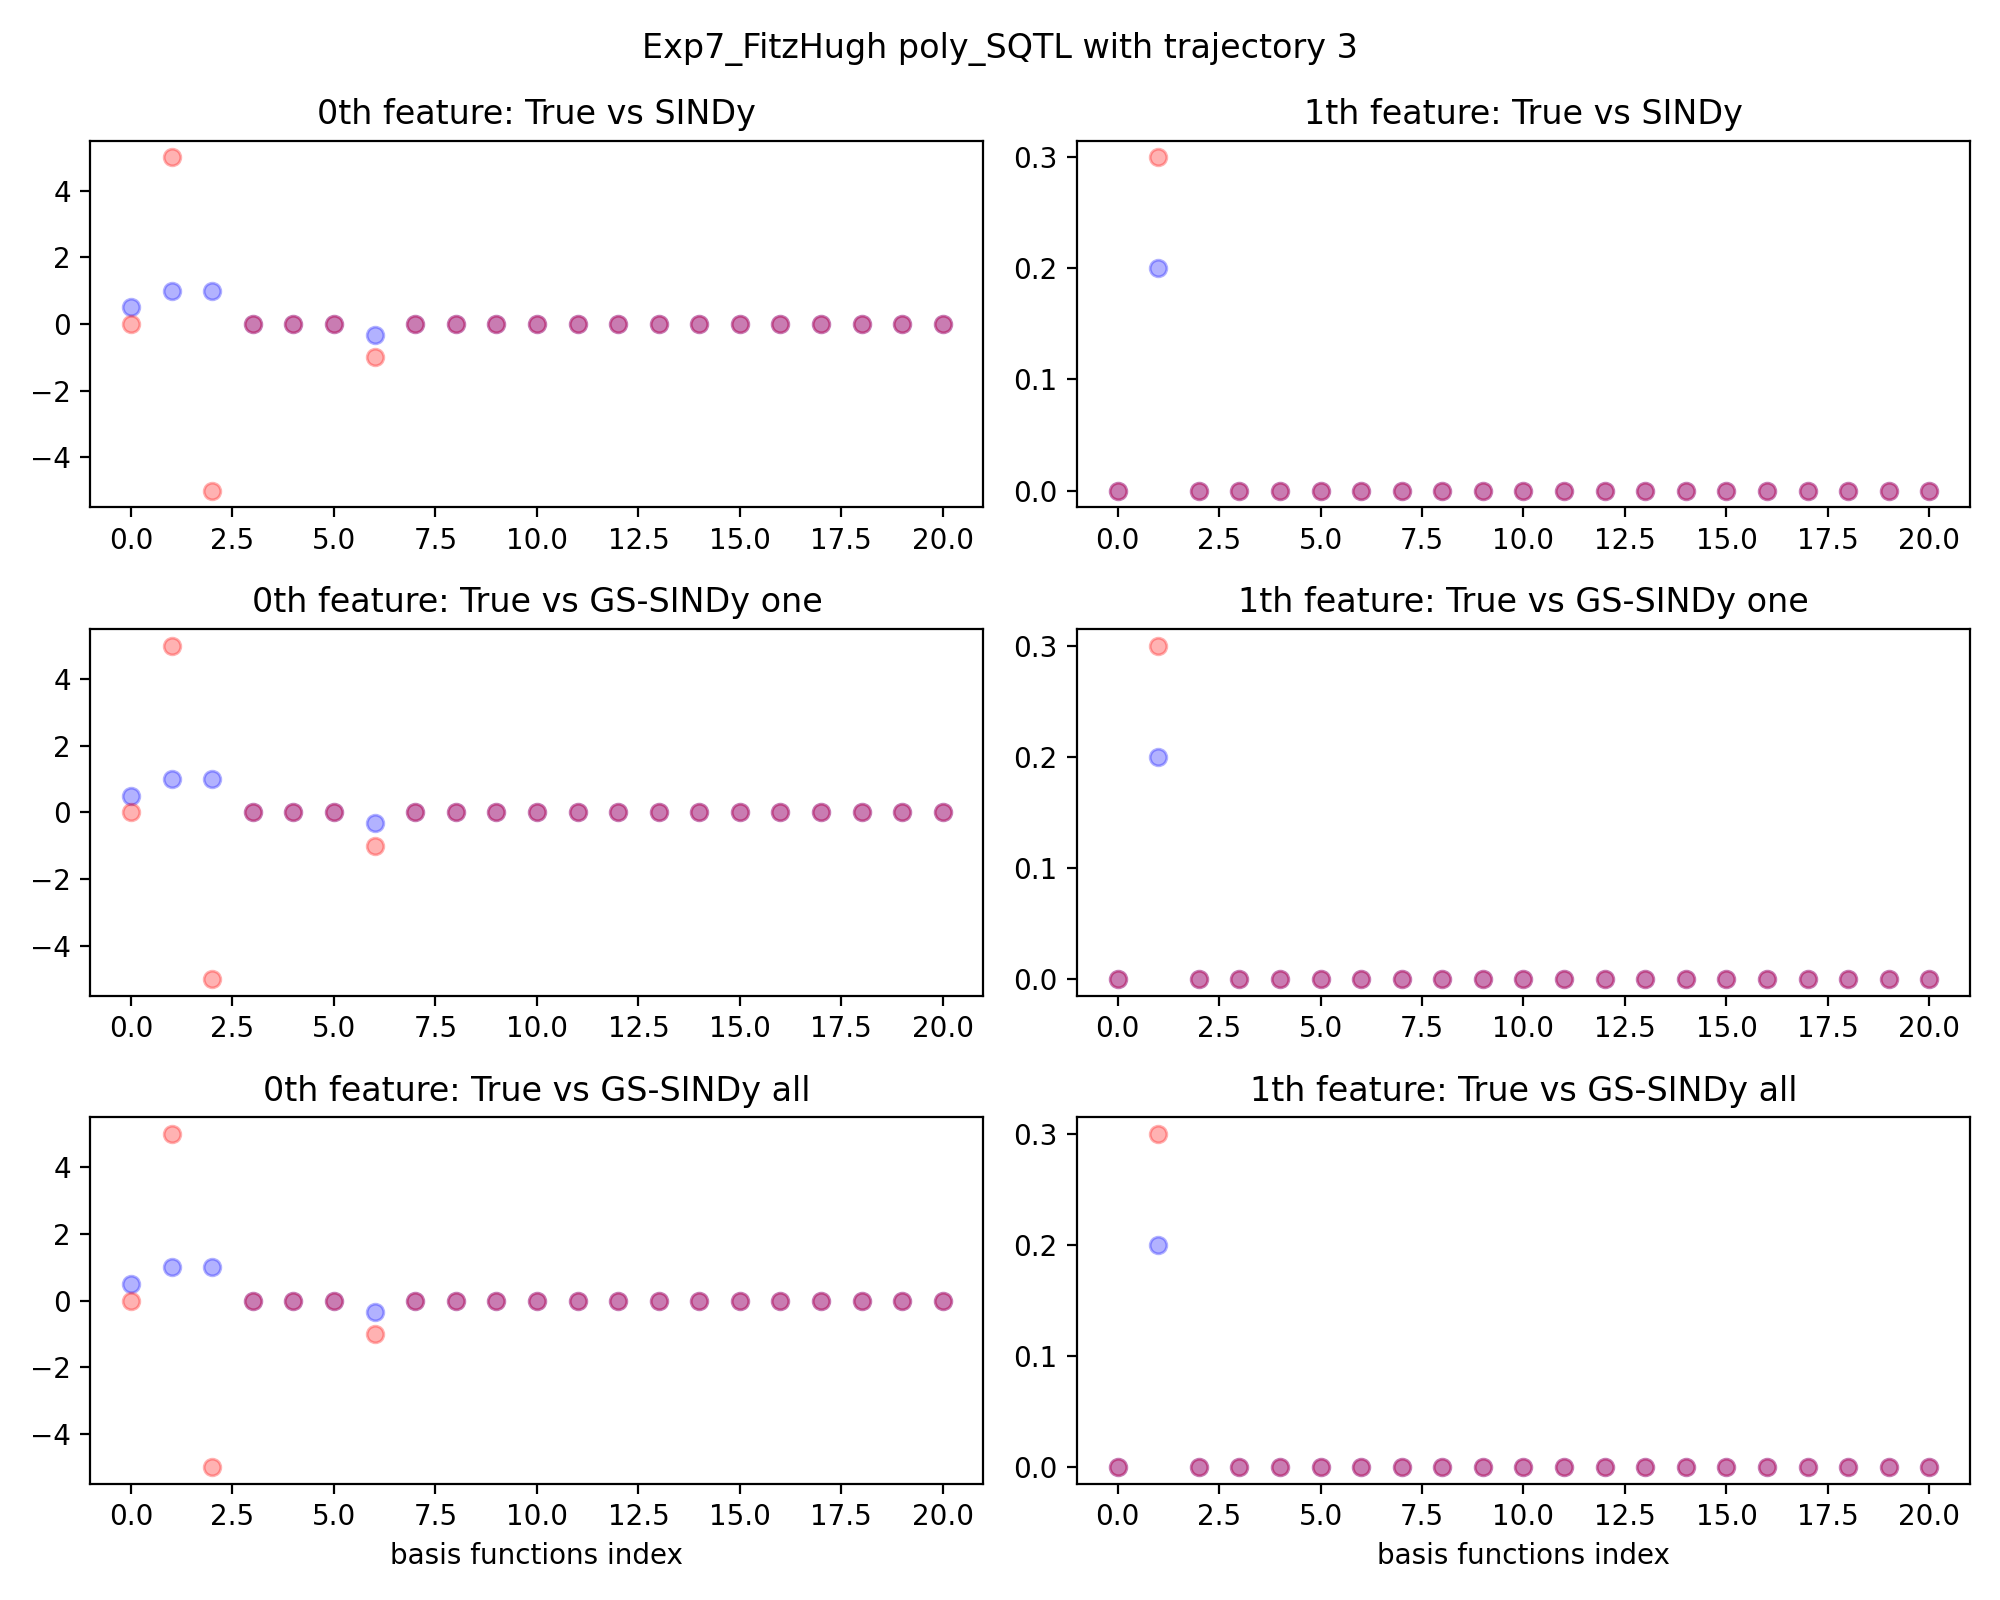 Exp7_FitzHugh poly_SQTL with trajectory 3
0th feature: True vs SINDy
4
2
0
−2
−4
0.0 2.5 5.0 7.5 10.0 12.5 15.0 17.5 20.0
1th feature: True vs SINDy
0.3
0.2
0.1
0.0
0.0 2.5 5.0 7.5 10.0 12.5 15.0 17.5 20.0
0th feature: True vs GS-SINDy one
4
2
0
−2
−4
0.0 2.5 5.0 7.5 10.0 12.5 15.0 17.5 20.0
1th feature: True vs GS-SINDy one
0.3
0.2
0.1
0.0
0.0 2.5 5.0 7.5 10.0 12.5 15.0 17.5 20.0
0th feature: True vs GS-SINDy all
4
2
0
−2
−4
0.0 2.5 5.0 7.5 10.0 12.5 15.0 17.5 20.0
basis functions index
1th feature: True vs GS-SINDy all
0.3
0.2
0.1
0.0
0.0 2.5 5.0 7.5 10.0 12.5 15.0 17.5 20.0
basis functions index